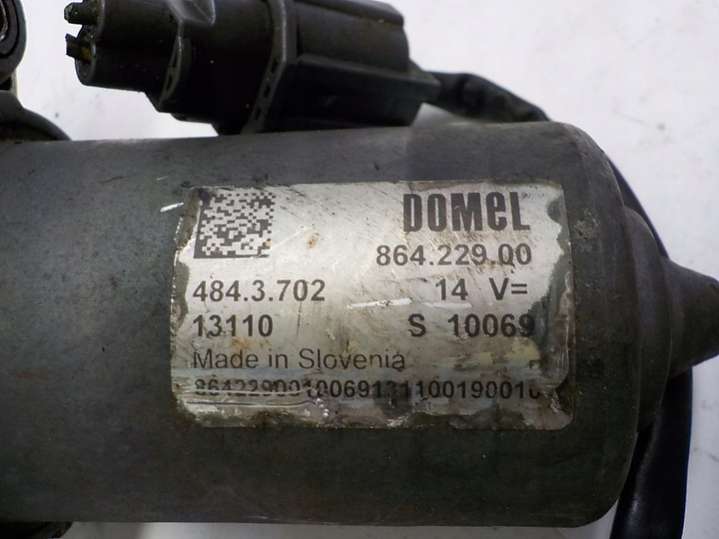 DOMEL
864.229.00
484.3.702 14 V=
13110 S 10069
Made in Slovenia